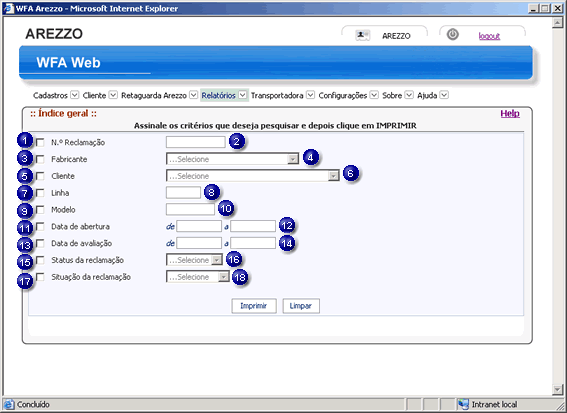 WFA Arezzo - Microsoft Internet Explorer
AREZZO
AREZZO
logout
WFA Web
Cadastros Cliente Retaguarda Arezzo Relatórios Transportadora Configurações Sobre Ajuda
:: Índice geral ::
Help
Assinale os critérios que deseja pesquisar e depois clique em IMPRIMIR
1 N.º Reclamação 2
3 Fabricante ...Selecione 4
5 Cliente ...Selecione 6
7 Linha 8
9 Modelo 10
11 Data de abertura de a 12
13 Data de avaliação de a 14
15 Status da reclamação ...Selecione 16
17 Situação da reclamação ...Selecione 18
Imprimir Limpar
Concluído
Intranet local